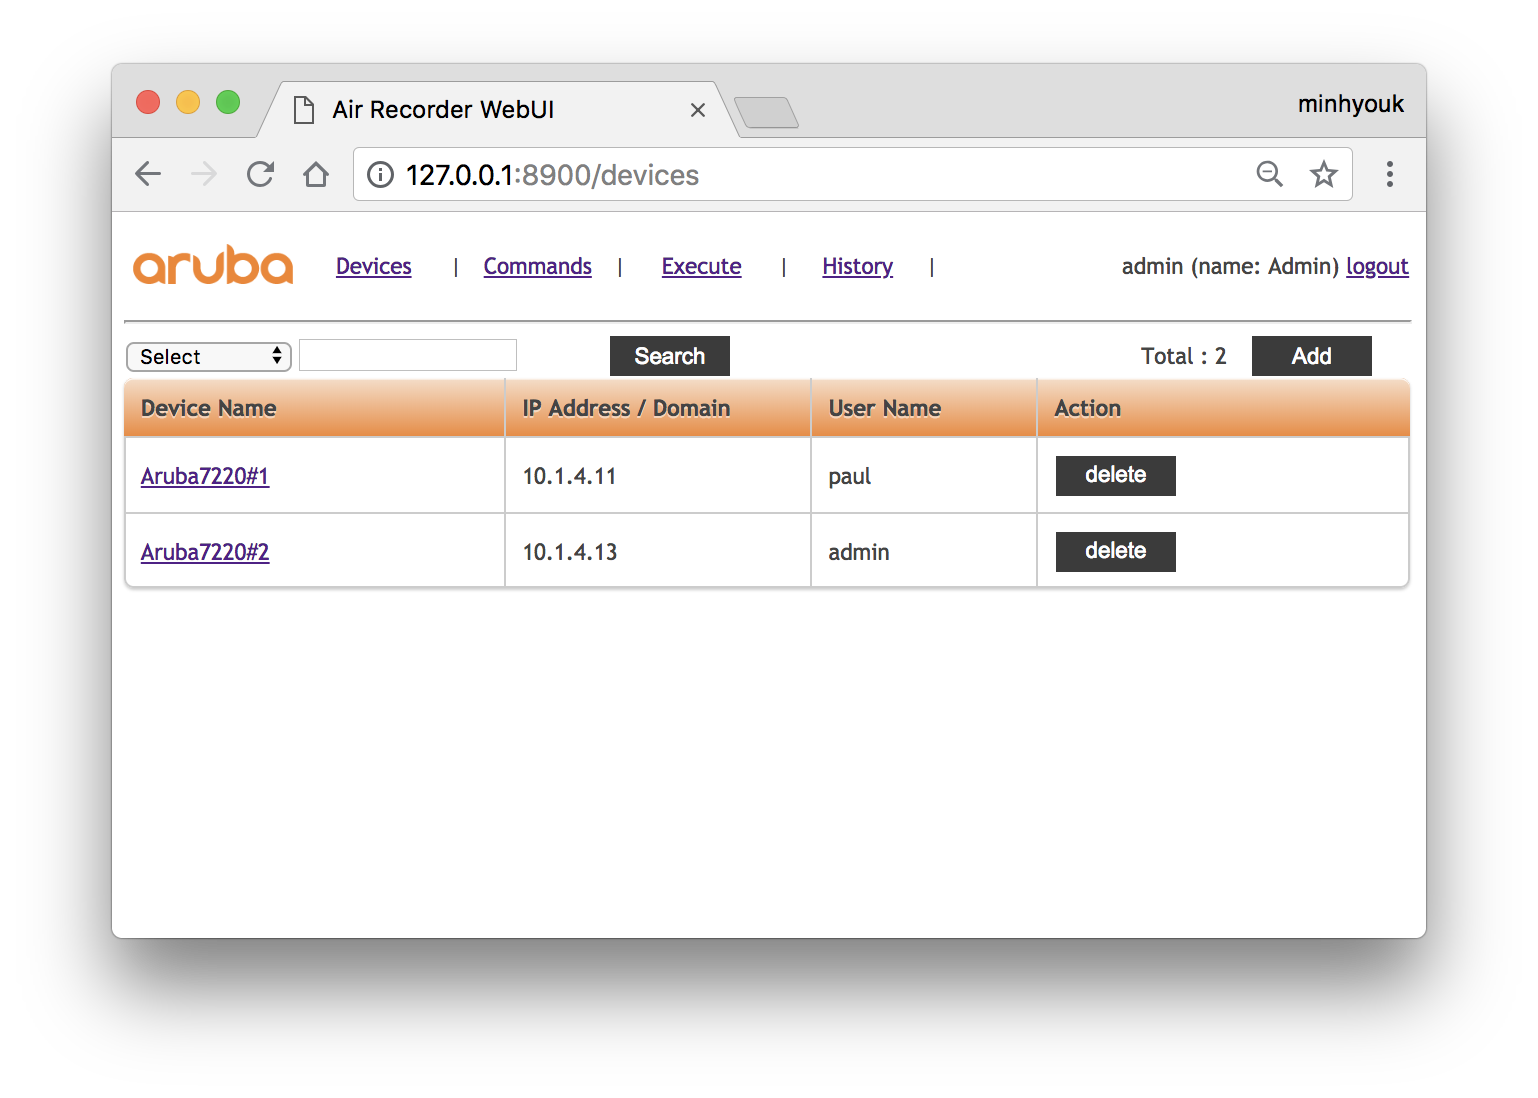 Air Recorder WebUI
minhyouk
127.0.0.1:8900/devices
aruba Devices | Commands | Execute | History | admin (name: Admin) logout
Select Search Total : 2 Add
Device Name IP Address / Domain User Name Action
Aruba7220#1 10.1.4.11 paul delete
Aruba7220#2 10.1.4.13 admin delete